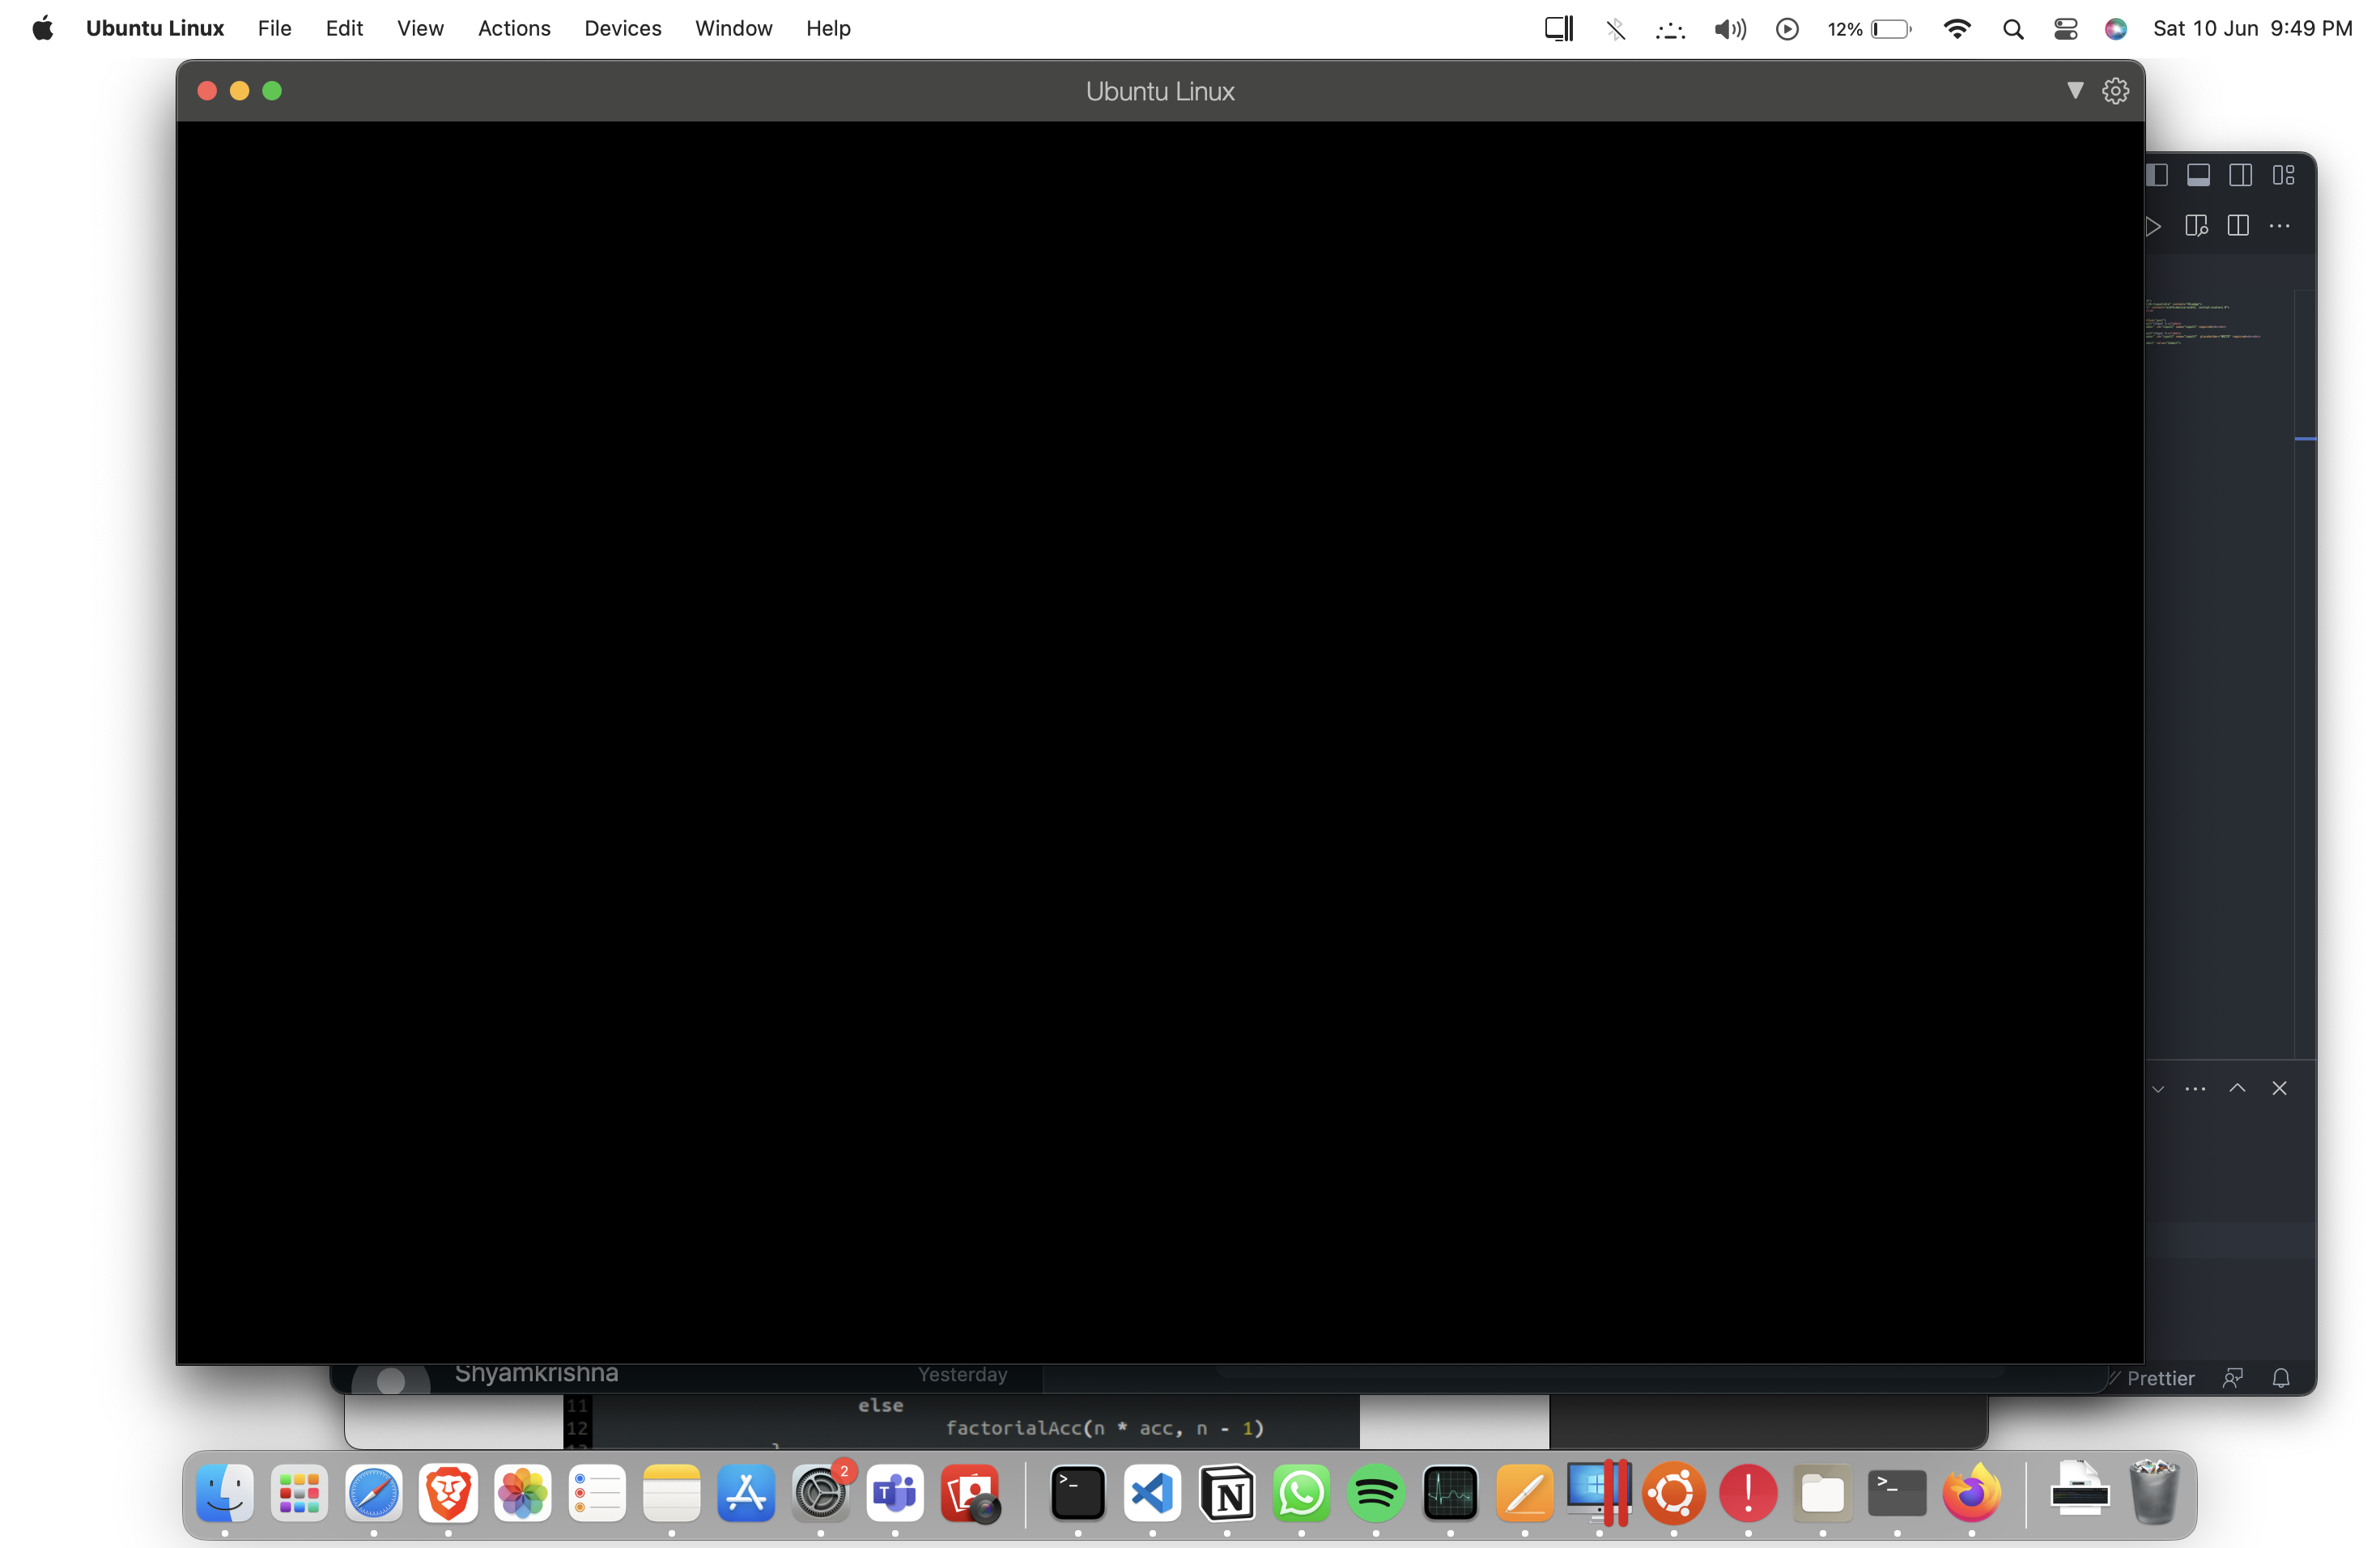 Ubuntu Linux File Edit View Actions Devices Window Help 12% Sat 10 Jun 9:49 PM
Ubuntu Linux
Shyamkrishna Yesterday
Prettier
11 else
12 factorialAcc(n * acc, n - 1)
2
T
N
>_
>_